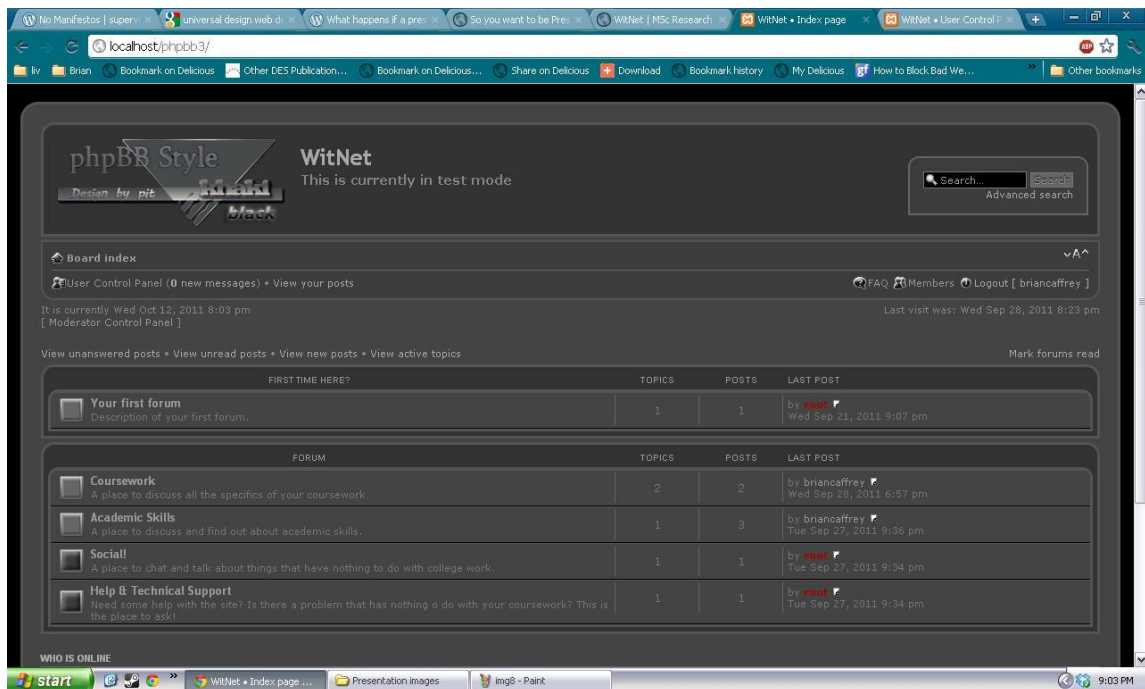 No Manifestos | supervi
universal design web di
What happens if a pres
So you want to be Pres
WitNet | MSc Research
WitNet • Index page
WitNet • User Control P
localhost/phpbb3/
ABP
liv
Brian
Bookmark on Delicious
Other DES Publication...
Bookmark on Delicious...
Share on Delicious
Download
Bookmark history
My Delicious
gf How to Block Bad We...
»
Other bookmarks
phpBB Style
Design by pit
khaki
black
WitNet
This is currently in test mode
Search...
Search
Advanced search
Board index
vA^
User Control Panel (0 new messages) • View your posts
FAQ Members Logout [ briancaffrey ]
It is currently Wed Oct 12, 2011 8:03 pm
Last visit was: Wed Sep 28, 2011 8:23 pm
[ Moderator Control Panel ]
View unanswered posts • View unread posts • View new posts • View active topics
Mark forums read
FIRST TIME HERE? TOPICS POSTS LAST POST
Your first forum
Description of your first forum.
1 1
by root
Wed Sep 21, 2011 9:07 pm
FORUM TOPICS POSTS LAST POST
Coursework
A place to discuss all the specifics of your coursework.
2 2
by briancaffrey
Wed Sep 28, 2011 6:57 pm
Academic Skills
A place to discuss and find out about academic skills.
1 3
by briancaffrey
Tue Sep 27, 2011 9:36 pm
Social!
A place to chat and talk about things that have nothing to do with college work.
1 1
by root
Tue Sep 27, 2011 9:34 pm
Help & Technical Support
Need some help with the site? Is there a problem that has nothing o do with your coursework? This is
the place to ask!
1 1
by root
Tue Sep 27, 2011 9:34 pm
WHO IS ONLINE
start
»
WitNet • Index page ...
Presentation images
img8 - Paint
9:03 PM